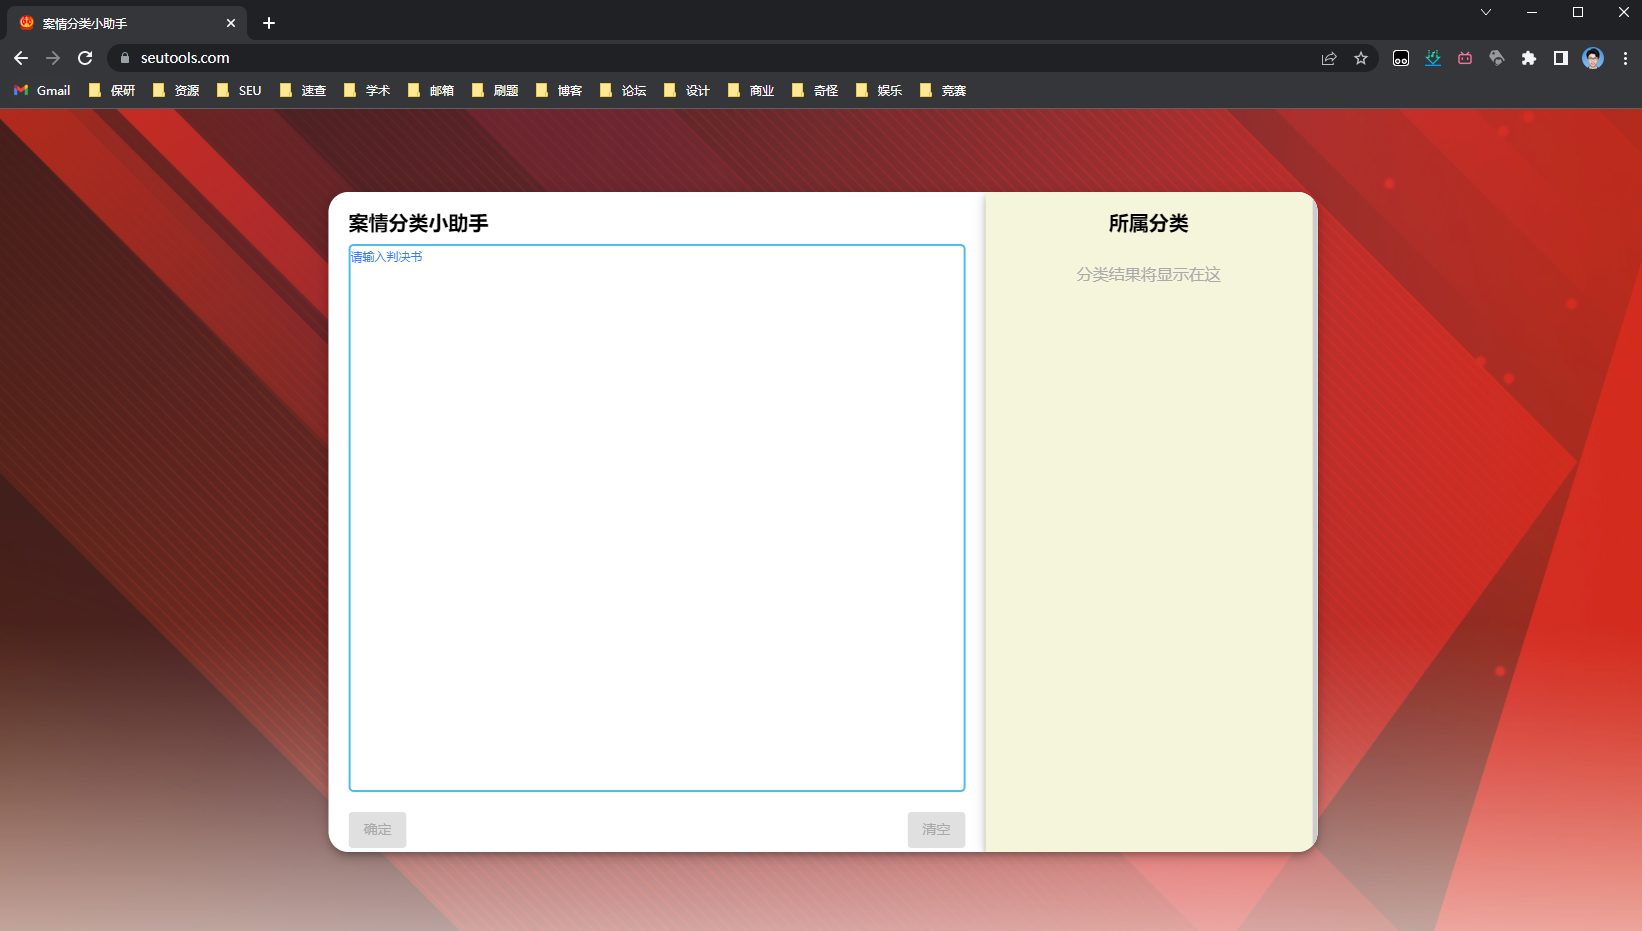 案情分类小助手
seutools.com
Gmail 保研 资源 SEU 速查 学术 邮箱 刷题 博客 论坛 设计 商业 奇怪 娱乐 竞赛
案情分类小助手
请输入判决书
确定 清空
所属分类
分类结果将显示在这